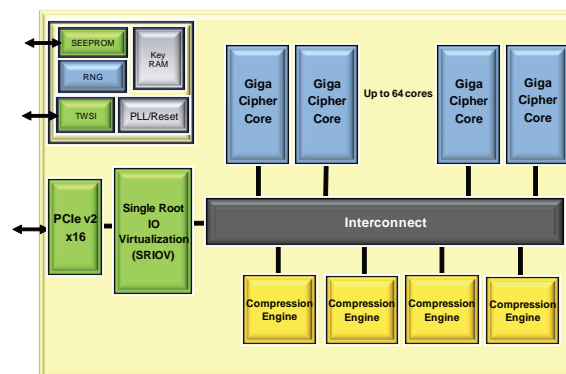 SEEPROM
Key
RAM
RNG
TWSI
PLL/Reset
Giga
Cipher
Core
Giga
Cipher
Core
Up to 64 cores
Giga
Cipher
Core
Giga
Cipher
Core
PCIe v2
x16
Single Root
IO
Virtualization
(SRIOV)
Interconnect
Compression
Engine
Compression
Engine
Compression
Engine
Compression
Engine